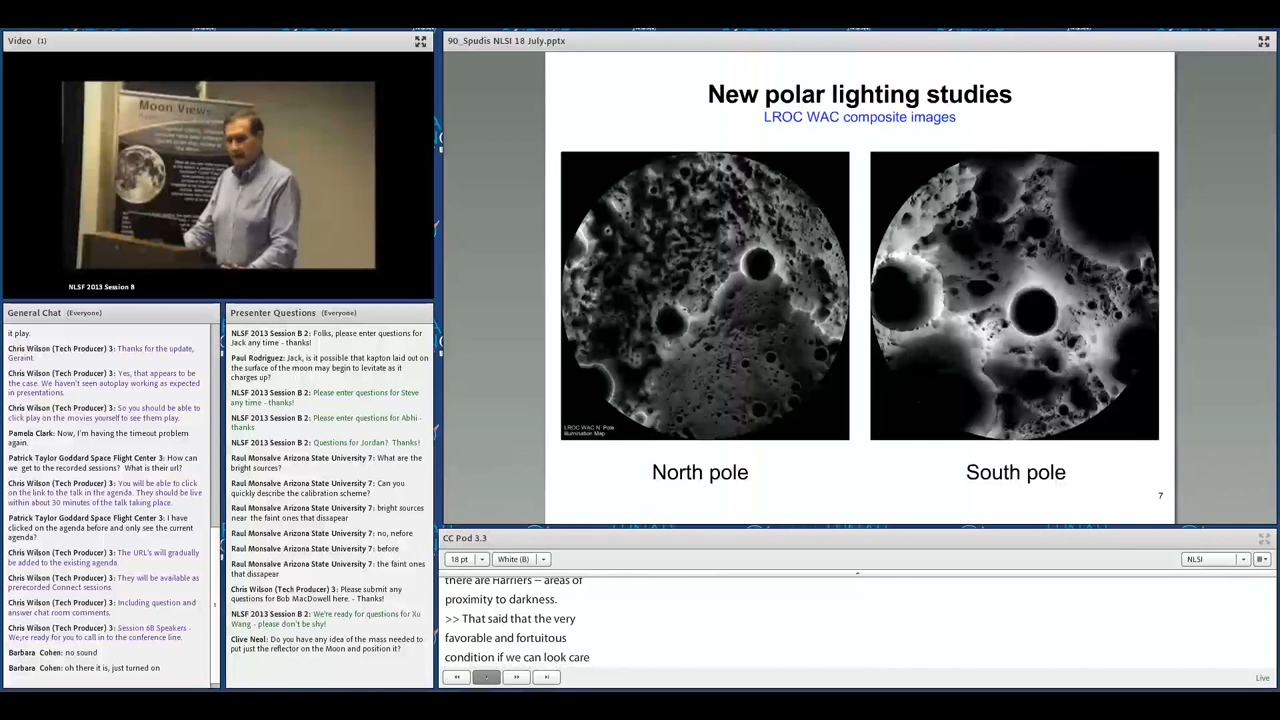 Video (1)
Moon Views
NLSF 2013 Session B
General Chat (Everyone)
it play.
Chris Wilson (Tech Producer) 3: Thanks for the update,
Geraint.
Chris Wilson (Tech Producer) 3: Yes, that appears to be
the case. We haven't seen autoplay working as expected
in presentations.
Chris Wilson (Tech Producer) 3: So you should be able to
click play on the movies yourself to see them play.
Pamela Clark: Now, I'm having the timeout problem
again.
Patrick Taylor Goddard Space Flight Center 3: How can
we get to the recorded sessions? What is their url?
Chris Wilson (Tech Producer) 3: You will be able to click
on the link to the talk in the agenda. They should be live
within about 30 minutes of the talk taking place.
Patrick Taylor Goddard Space Flight Center 3: I have
clicked on the agenda before and only see the current
agenda?
Chris Wilson (Tech Producer) 3: The URL's will gradually
be added to the existing agenda.
Chris Wilson (Tech Producer) 3: They will be available as
prerecorded Connect sessions.
Chris Wilson (Tech Producer) 3: Including question and
answer chat room comments.
Chris Wilson (Tech Producer) 3: Session 6B Speakers -
We;re ready for you to call in to the conference line.
Barbara Cohen: no sound
Barbara Cohen: oh there it is, just turned on
Presenter Questions (Everyone)
NLSF 2013 Session B 2: Folks, please enter questions for
Jack any time - thanks!
Paul Rodriguez: Jack, is it possible that kapton laid out on
the surface of the moon may begin to levitate as it
charges up?
NLSF 2013 Session B 2: Please enter questions for Steve
any time - thanks!
NLSF 2013 Session B 2: Please enter questions for Abhi -
thanks
NLSF 2013 Session B 2: Questions for Jordan? Thanks!
Raul Monsalve Arizona State University 7: What are the
bright sources?
Raul Monsalve Arizona State University 7: Can you
quickly describe the calibration scheme?
Raul Monsalve Arizona State University 7: bright sources
near the faint ones that dissapear
Raul Monsalve Arizona State University 7: no, nefore
Raul Monsalve Arizona State University 7: before
Raul Monsalve Arizona State University 7: the faint ones
that dissapear
Chris Wilson (Tech Producer) 3: Please submit any
questions for Bob MacDowell here. - Thanks!
NLSF 2013 Session B 2: We're ready for questions for Xu
Wang - please don't be shy!
Clive Neal: Do you have any idea of the mass needed to
put just the reflector on the Moon and position it?
90_Spudis NLSI 18 July.pptx
New polar lighting studies
LROC WAC composite images
LROC WAC N. Pole
Illumination Map
North pole
South pole
7
CC Pod 3.3
18 pt
White (B)
NLSI
there are Harriers -- areas of
proximity to darkness.
>> That said that the very
favorable and fortuitous
condition if we can look care
Live